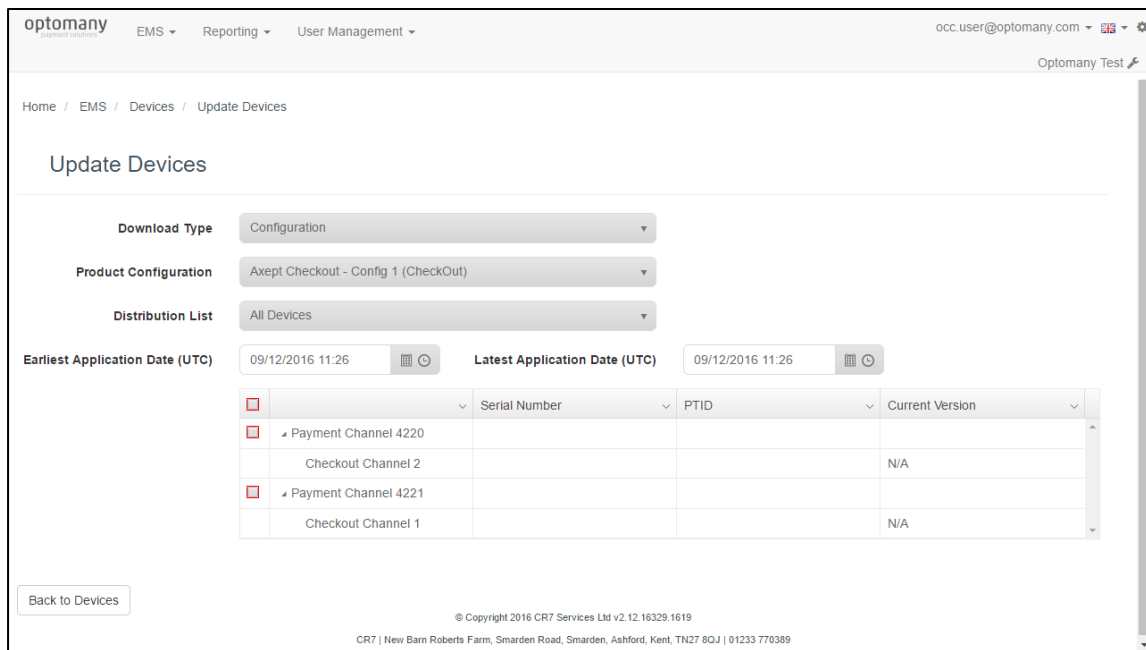 optomany
payment solutions
EMS Reporting User Management
occ.user@optomany.com
Optomany Test
Home / EMS / Devices / Update Devices
Update Devices
Download Type Configuration
Product Configuration Axept Checkout - Config 1 (CheckOut)
Distribution List All Devices
Earliest Application Date (UTC) 09/12/2016 11:26 Latest Application Date (UTC) 09/12/2016 11:26
Serial Number PTID Current Version
Payment Channel 4220
Checkout Channel 2 N/A
Payment Channel 4221
Checkout Channel 1 N/A
Back to Devices
© Copyright 2016 CR7 Services Ltd v2.12.16329.1619
CR7 | New Barn Roberts Farm, Smarden Road, Smarden, Ashford, Kent, TN27 8QJ | 01233 770389